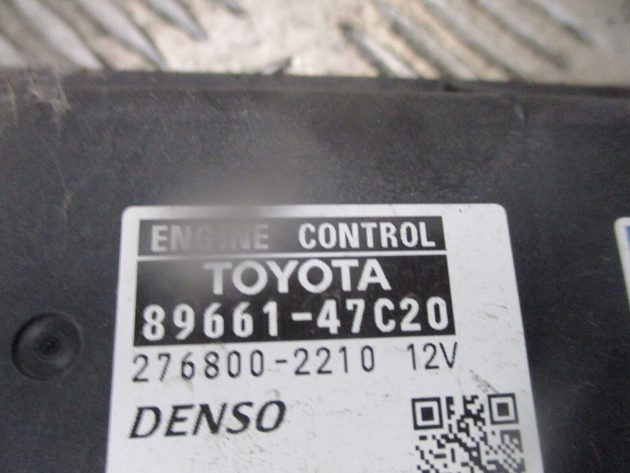 ENGINE CONTROL
TOYOTA
89661-47C20
276800-2210 12V
DENSO